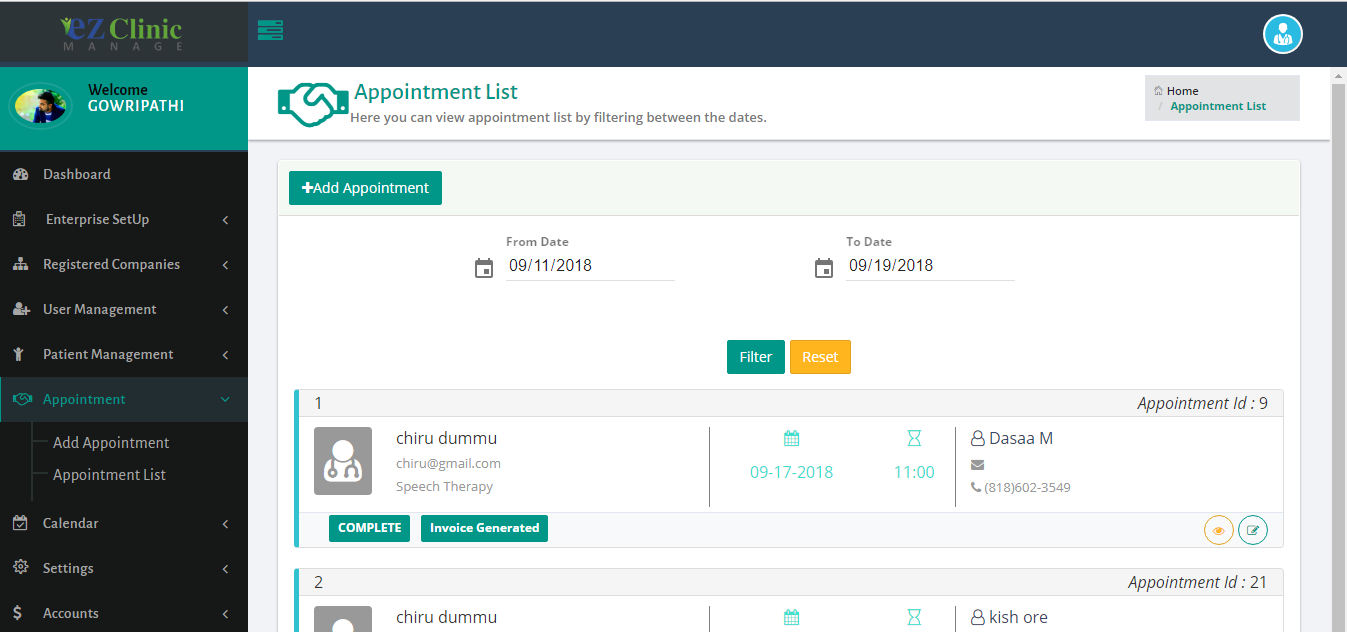 eZ Clinic
MANAGE
Welcome
GOWRIPATHI
Dashboard
Enterprise SetUp
Registered Companies
User Management
Patient Management
Appointment
Add Appointment
Appointment List
Calendar
Settings
Accounts
Appointment List
Here you can view appointment list by filtering between the dates.
Home
/ Appointment List
+Add Appointment
From Date
09/11/2018
To Date
09/19/2018
Filter
Reset
1
Appointment Id : 9
chiru dummu
chiru@gmail.com
Speech Therapy
09-17-2018
11:00
Dasaa M
(818)602-3549
COMPLETE
Invoice Generated
2
Appointment Id : 21
chiru dummu
kish ore